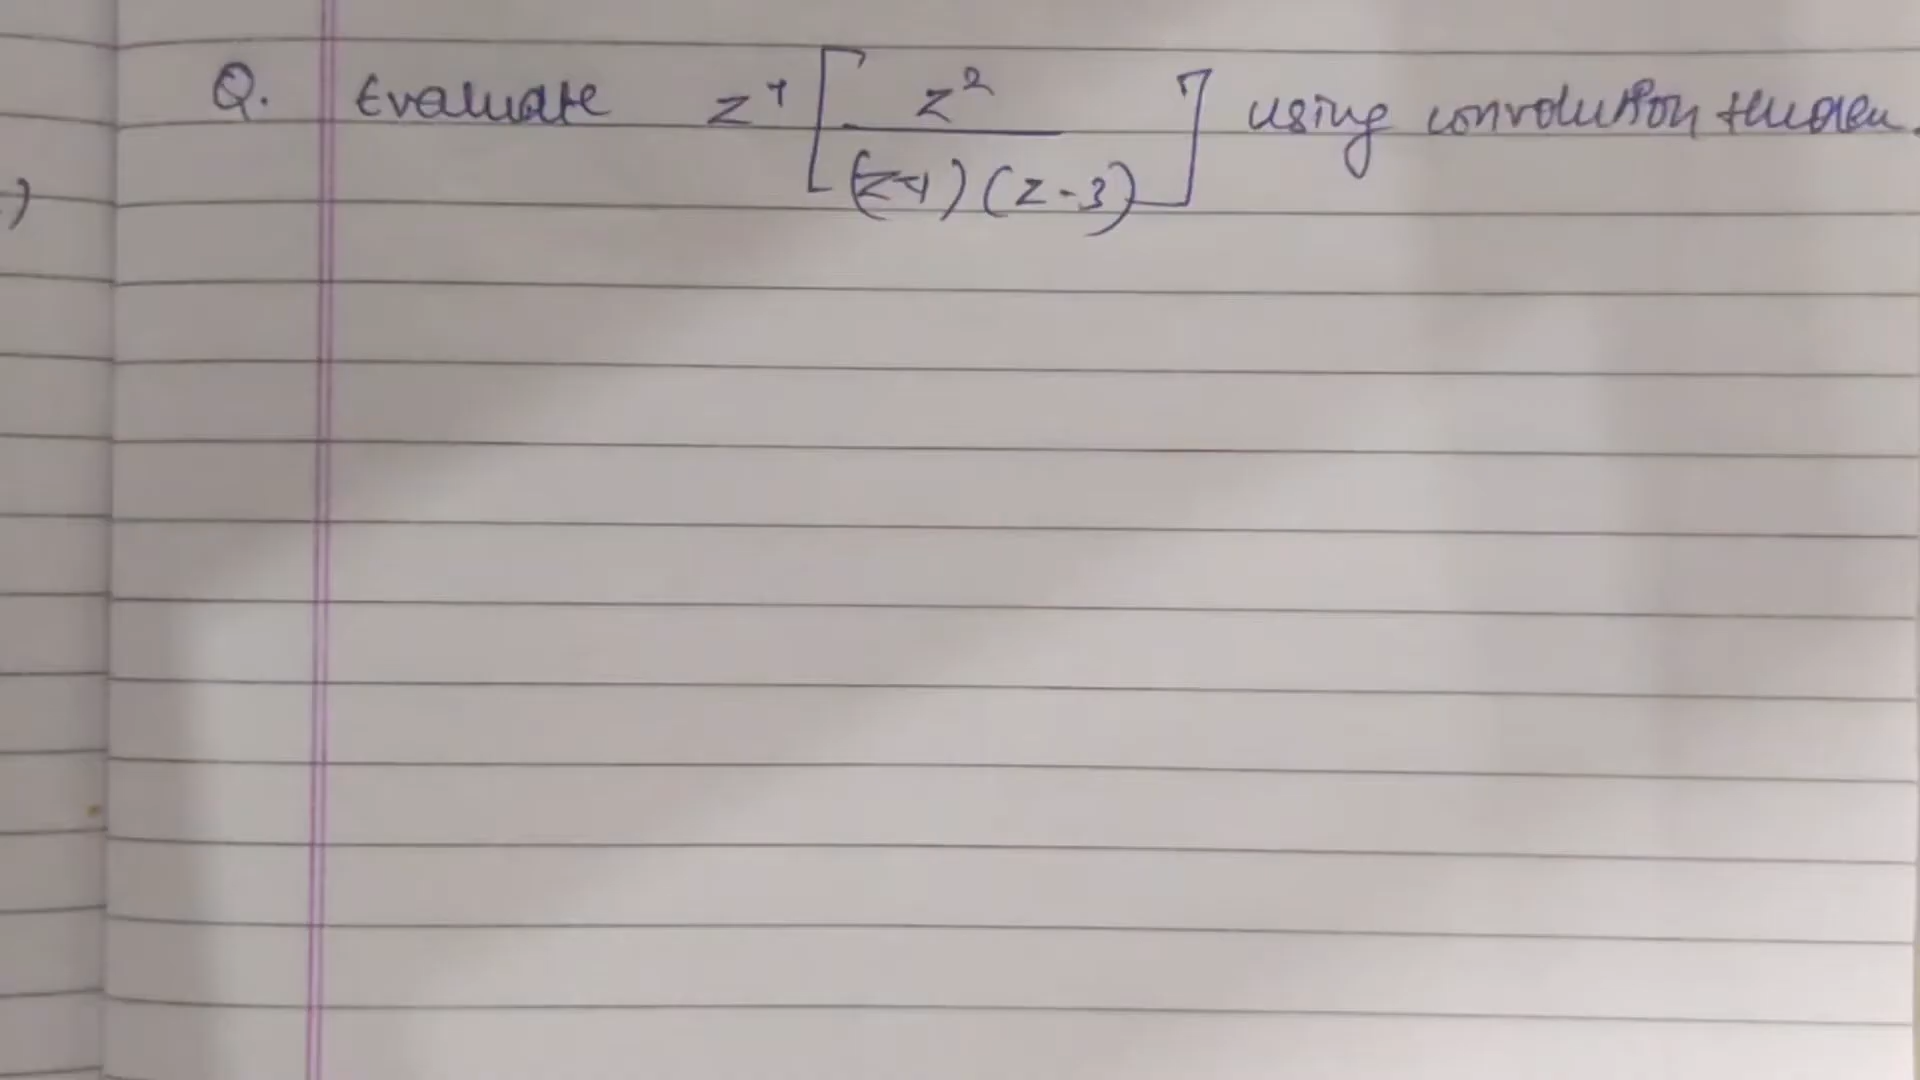 Q. Evaluate z⁻¹ [ z² / (z-1)(z-3) ] using convolution theorem.
)